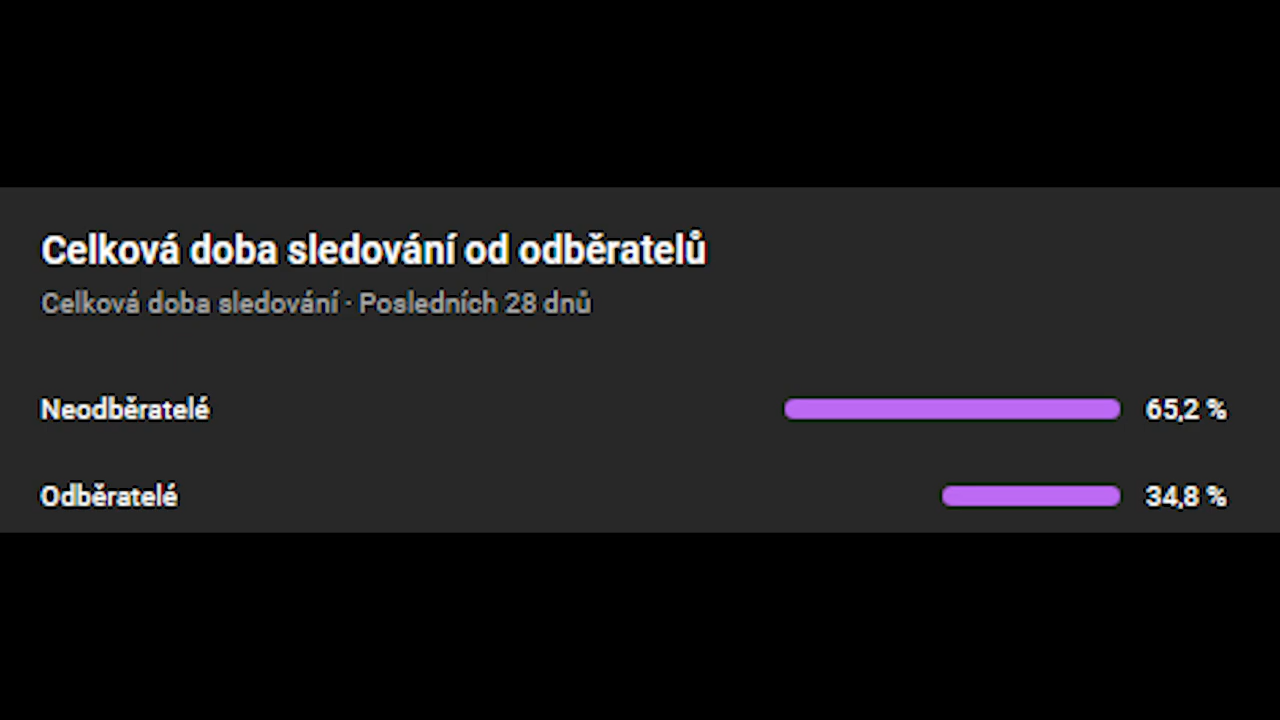 Celková doba sledování od odběratelů
Celková doba sledování · Posledních 28 dnů
Neodběratelé 65,2 %
Odběratelé 34,8 %